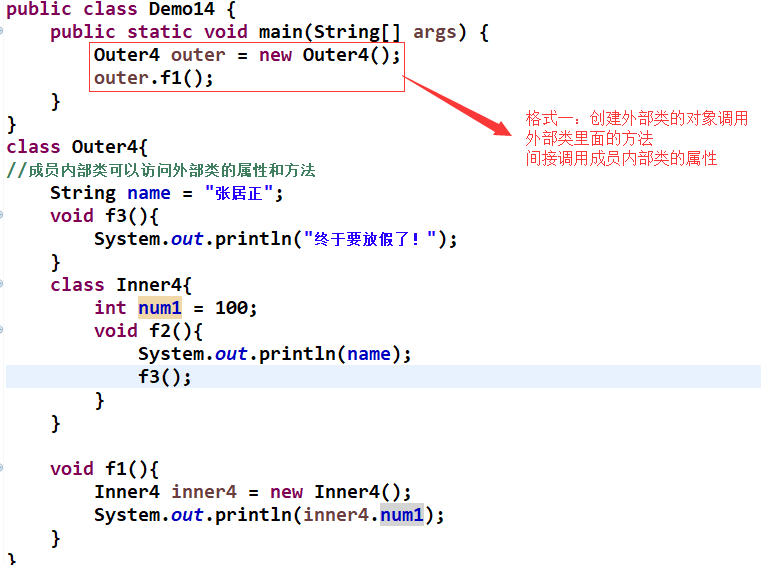 public class Demo14 {
    public static void main(String[] args) {
        Outer4 outer = new Outer4();
        outer.f1();
    }
}
格式一：创建外部类的对象调用
外部类里面的方法
间接调用成员内部类的属性
class Outer4{
//成员内部类可以访问外部类的属性和方法
    String name = "张居正";
    void f3(){
        System.out.println("终于要放假了！");
    }
    class Inner4{
        int num1 = 100;
        void f2(){
            System.out.println(name);
            f3();
        }
    }
    void f1(){
        Inner4 inner4 = new Inner4();
        System.out.println(inner4.num1);
    }
}